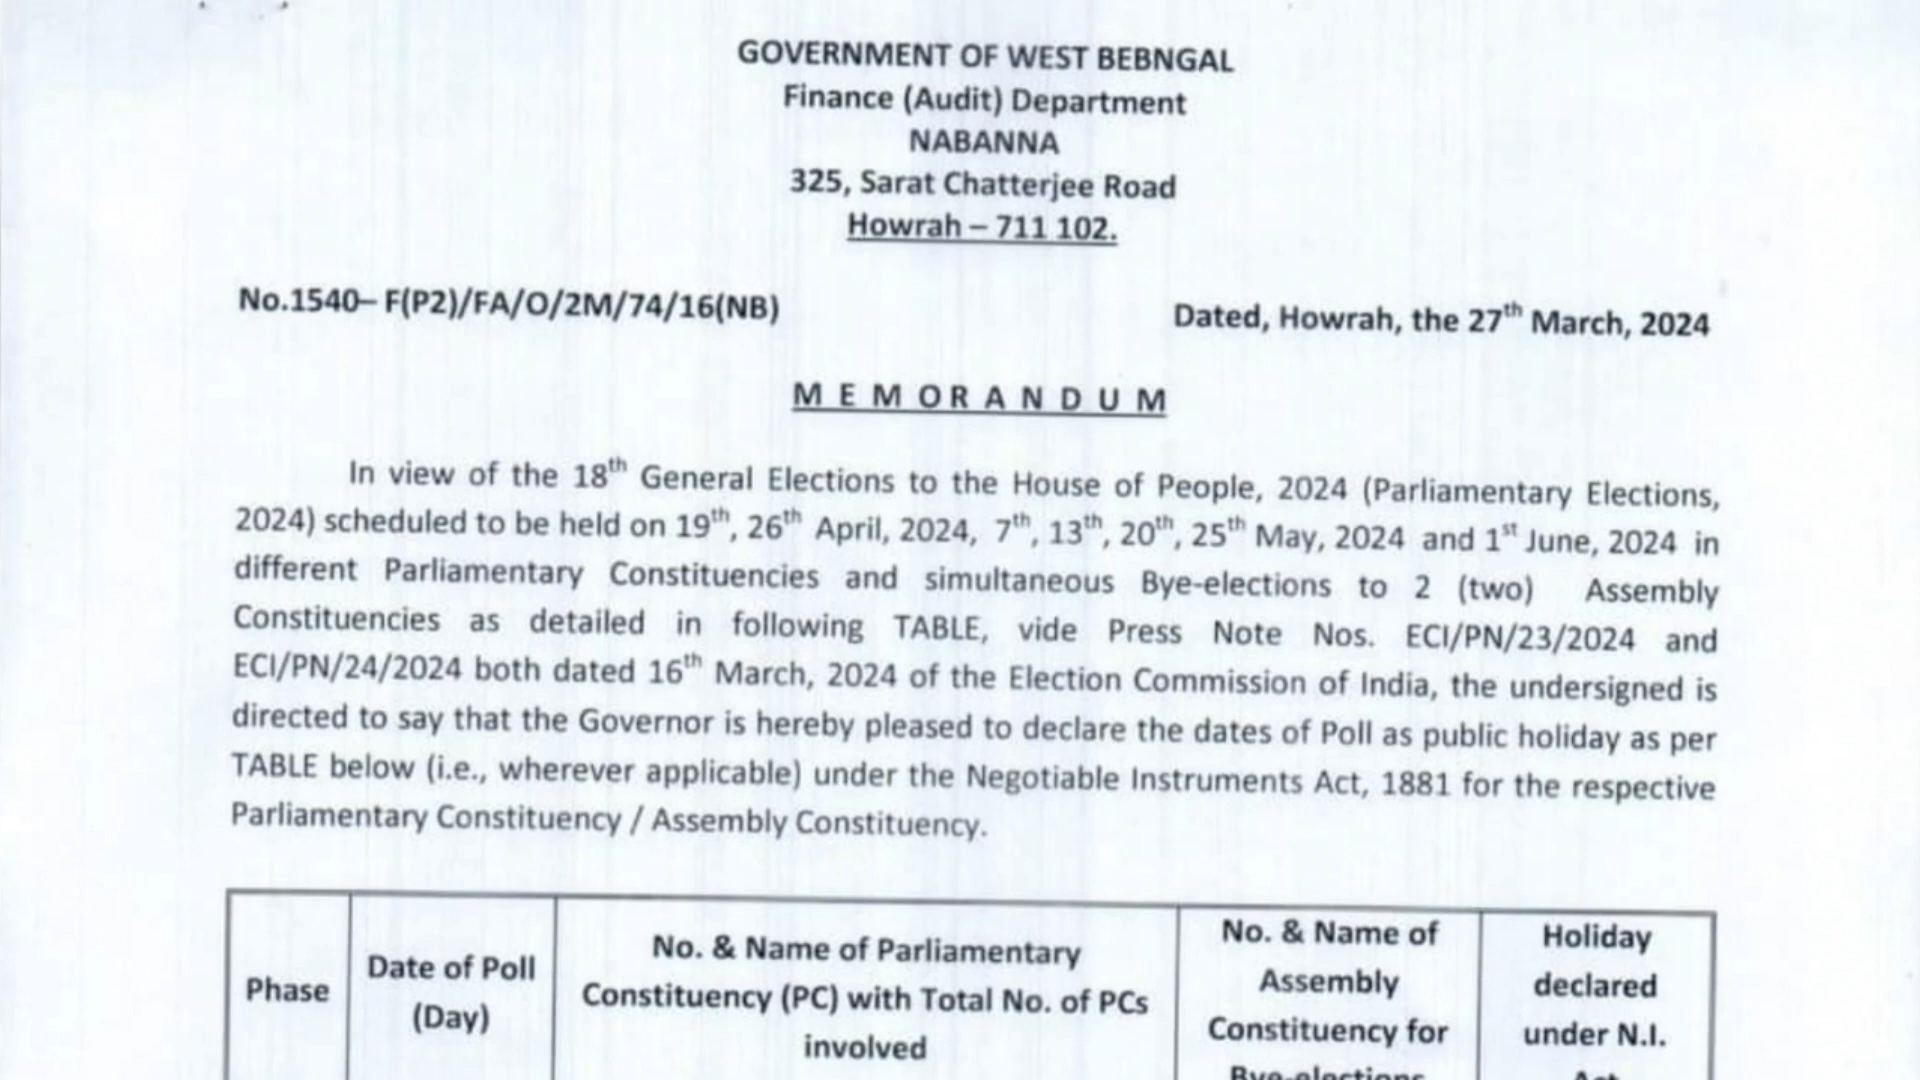 GOVERNMENT OF WEST BEBNGAL
Finance (Audit) Department
NABANNA
325, Sarat Chatterjee Road
Howrah – 711 102.
No.1540– F(P2)/FA/O/2M/74/16(NB)
Dated, Howrah, the 27th March, 2024
M E M O R A N D U M
In view of the 18th General Elections to the House of People, 2024 (Parliamentary Elections,
2024) scheduled to be held on 19th, 26th April, 2024, 7th, 13th, 20th, 25th May, 2024 and 1st June, 2024 in
different Parliamentary Constituencies and simultaneous Bye-elections to 2 (two) Assembly
Constituencies as detailed in following TABLE, vide Press Note Nos. ECI/PN/23/2024 and
ECI/PN/24/2024 both dated 16th March, 2024 of the Election Commission of India, the undersigned is
directed to say that the Governor is hereby pleased to declare the dates of Poll as public holiday as per
TABLE below (i.e., wherever applicable) under the Negotiable Instruments Act, 1881 for the respective
Parliamentary Constituency / Assembly Constituency.
Phase
Date of Poll
(Day)
No. & Name of Parliamentary
Constituency (PC) with Total No. of PCs
involved
No. & Name of
Assembly
Constituency for
Bye-elections
Holiday
declared
under N.I.
Act